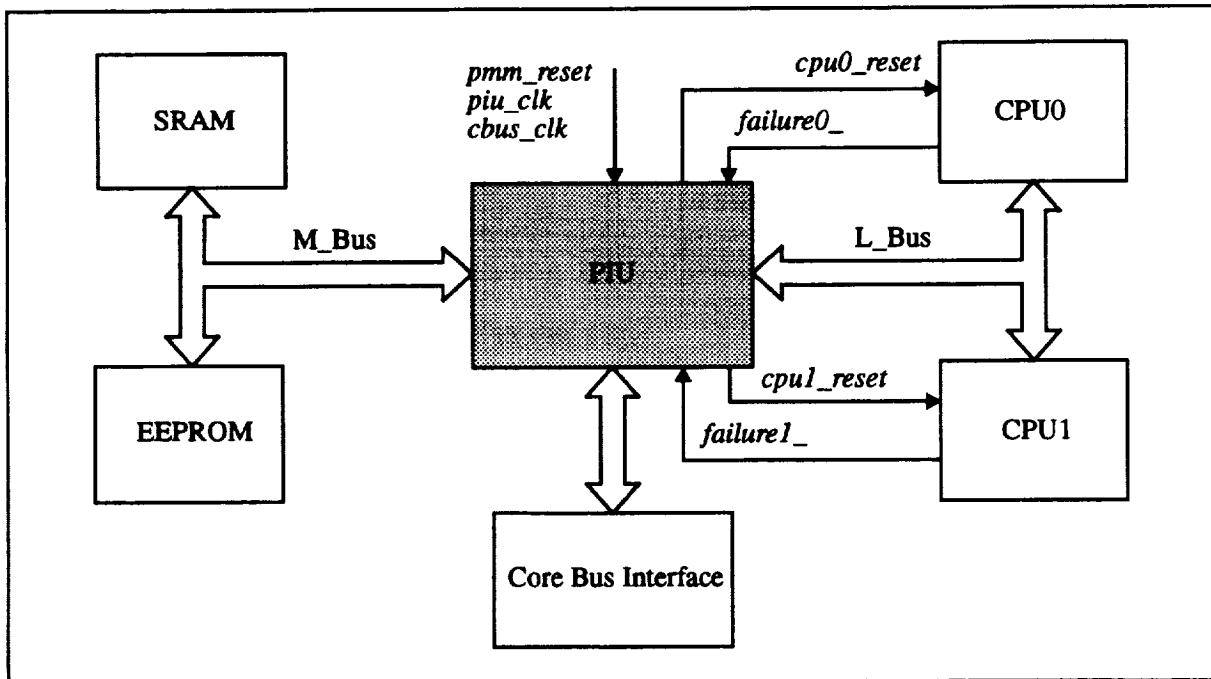 SRAM
pmm_reset
piu_clk
cbus_clk
cpu0_reset
failure0_
CPU0
M_Bus
PIU
L_Bus
EEPROM
cpu1_reset
failure1_
CPU1
Core Bus Interface